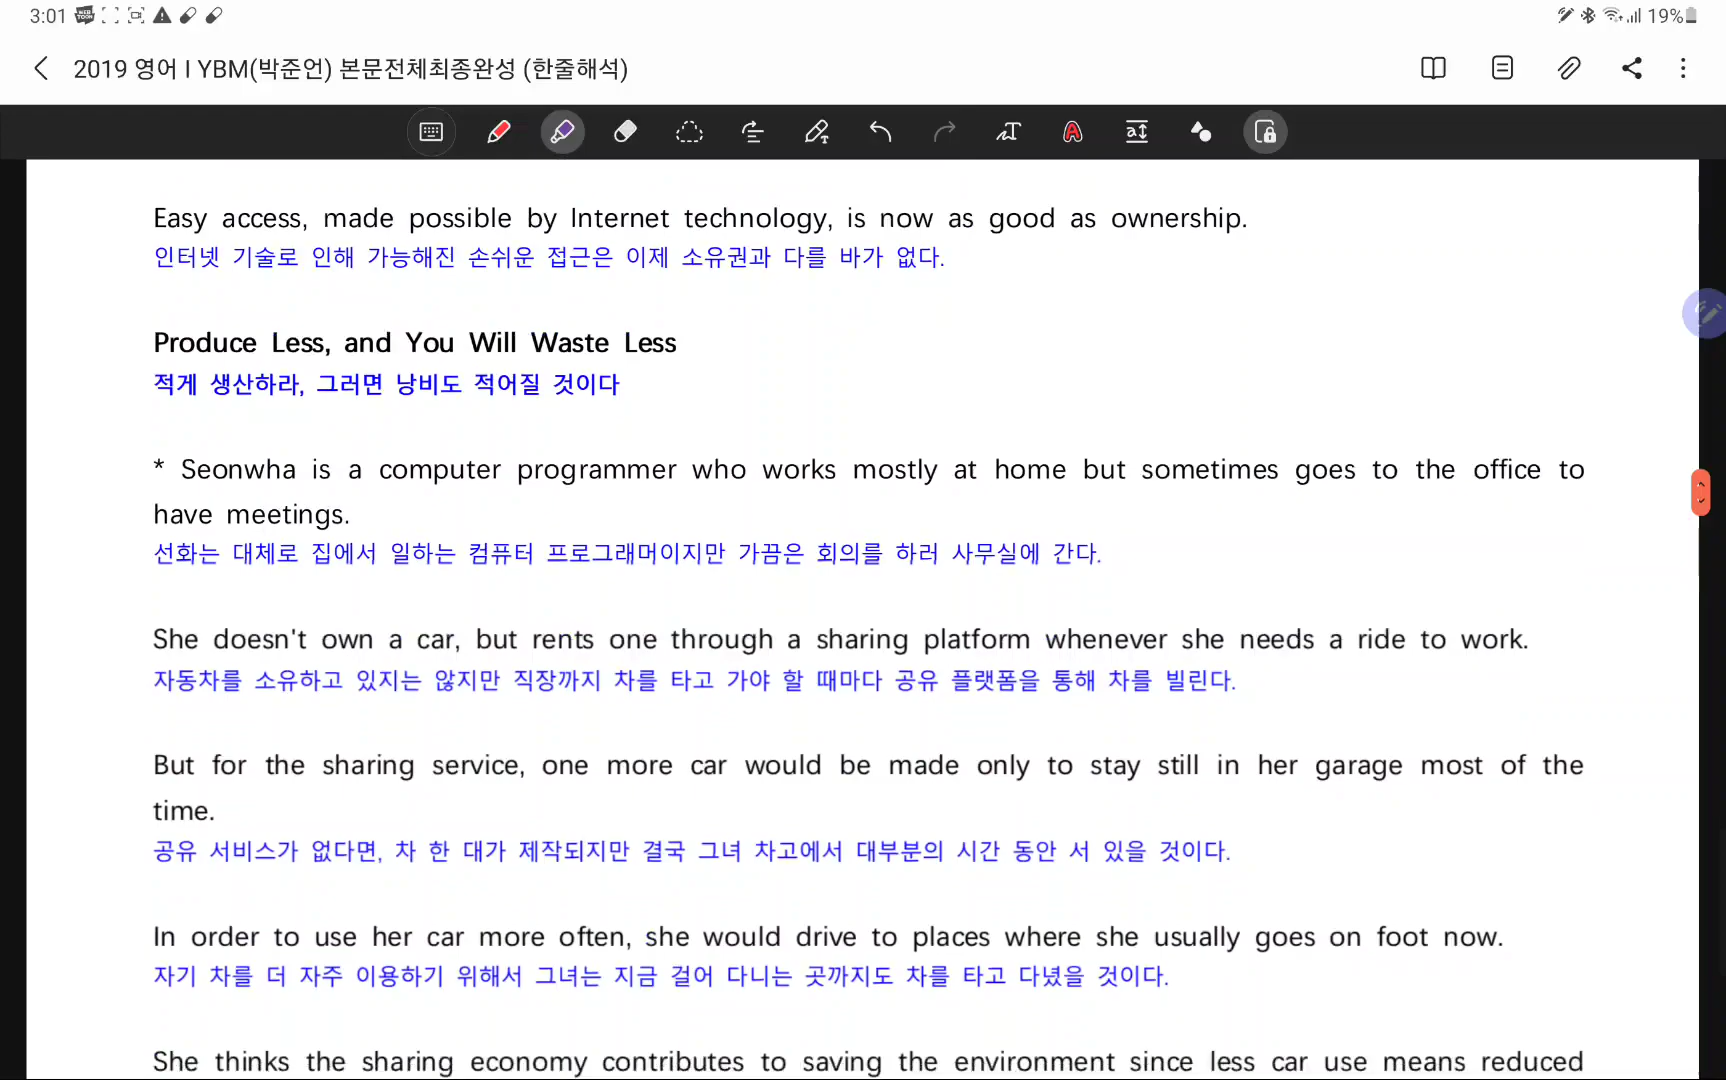 3:01
19%
2019 영어 I YBM(박준언) 본문전체최종완성 (한줄해석)
Easy access, made possible by Internet technology, is now as good as ownership.
인터넷 기술로 인해 가능해진 손쉬운 접근은 이제 소유권과 다를 바가 없다.
Produce Less, and You Will Waste Less
적게 생산하라, 그러면 낭비도 적어질 것이다
* Seonwha is a computer programmer who works mostly at home but sometimes goes to the office to
have meetings.
선화는 대체로 집에서 일하는 컴퓨터 프로그래머이지만 가끔은 회의를 하러 사무실에 간다.
She doesn't own a car, but rents one through a sharing platform whenever she needs a ride to work.
자동차를 소유하고 있지는 않지만 직장까지 차를 타고 가야 할 때마다 공유 플랫폼을 통해 차를 빌린다.
But for the sharing service, one more car would be made only to stay still in her garage most of the
time.
공유 서비스가 없다면, 차 한 대가 제작되지만 결국 그녀 차고에서 대부분의 시간 동안 서 있을 것이다.
In order to use her car more often, she would drive to places where she usually goes on foot now.
자기 차를 더 자주 이용하기 위해서 그녀는 지금 걸어 다니는 곳까지도 차를 타고 다녔을 것이다.
She thinks the sharing economy contributes to saving the environment since less car use means reduced